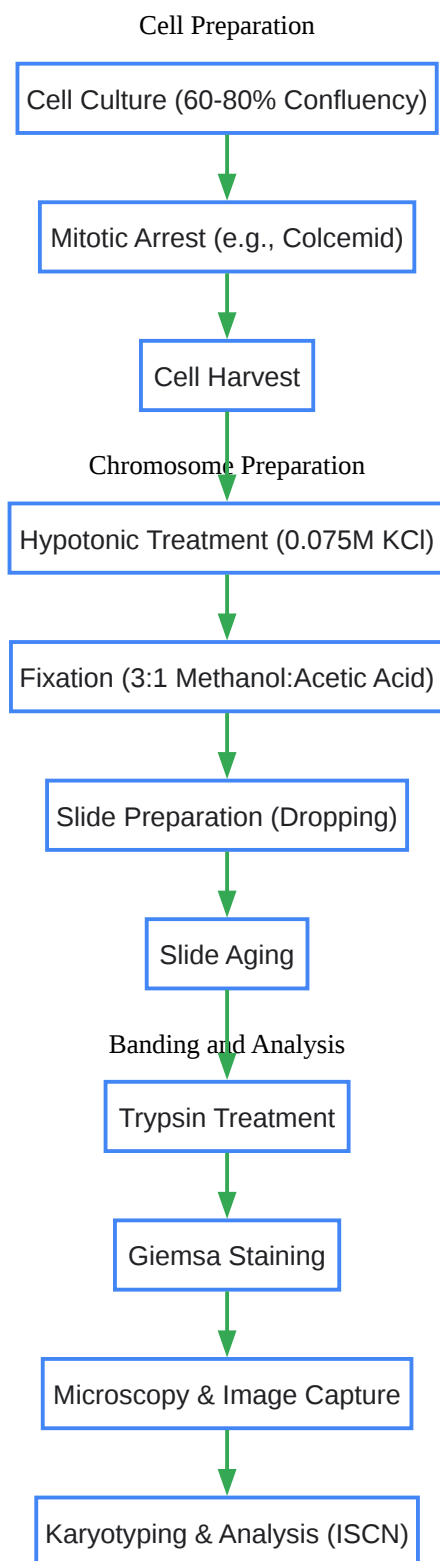 Cell Preparation
Cell Culture (60-80% Confluency)
Mitotic Arrest (e.g., Colcemid)
Cell Harvest
Chromosome Preparation
Hypotonic Treatment (0.075M KCl)
Fixation (3:1 Methanol:Acetic Acid)
Slide Preparation (Dropping)
Slide Aging
Banding and Analysis
Trypsin Treatment
Giemsa Staining
Microscopy & Image Capture
Karyotyping & Analysis (ISCN)